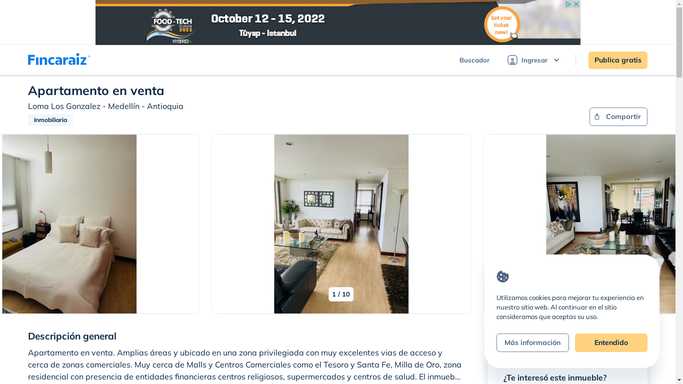 FOOD-TECH
October 12 - 15, 2022
Tüyap - Istanbul
Get your
ticket
now!
Fincaraiz
Buscador
Ingresar
Publica gratis
Apartamento en venta
Loma Los Gonzalez - Medellín - Antioquia
Inmobiliaria
Compartir
1 / 10
Utilizamos cookies para mejorar tu experiencia en
nuestro sitio web. Al continuar en el sitio
consideramos que aceptas su uso.
Más información
Entendido
Descripción general
Apartamento en venta. Amplias áreas y ubicado en una zona privilegiada con muy excelentes vias de acceso y
cerca de zonas comerciales. Muy cerca de Malls y Centros Comerciales como el Tesoro y Santa Fe, Milla de Oro, zona
residencial con presencia de entidades financieras centros religiosos, supermercados y centros de salud. El inmueb...
¿Te interesó este inmueble?